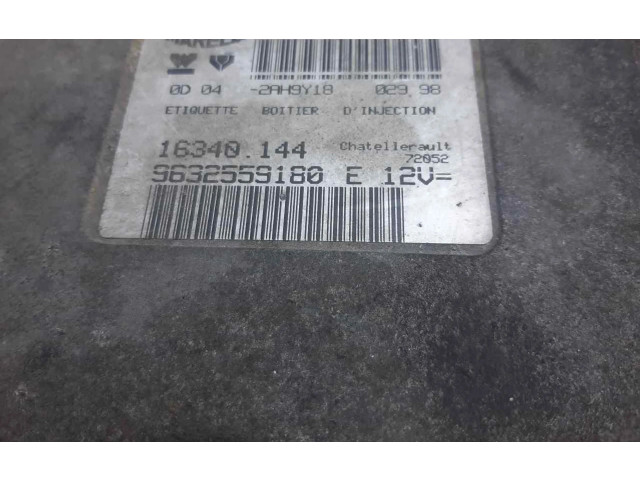 0D 04 -2AH9Y18 029 98
ETIQUETTE BOITIER D'INJECTION
16340.144 Chatellerault
72052
9632559180 E 12V=